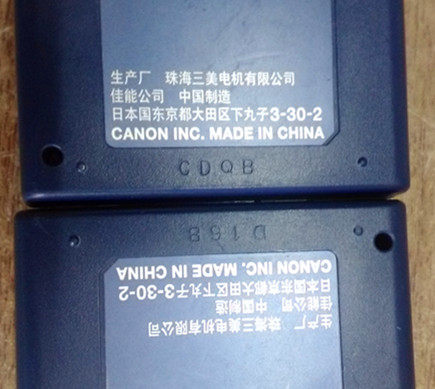 生产厂 珠海三美电机有限公司
佳能公司 中国制造
日本国东京都大田区下丸子3-30-2
CANON INC. MADE IN CHINA
CDQB
D16B
CANON INC. MADE IN CHINA
日本国东京都大田区下丸子3-30-2
佳能公司 中国制造
生产厂 珠海三美电机有限公司